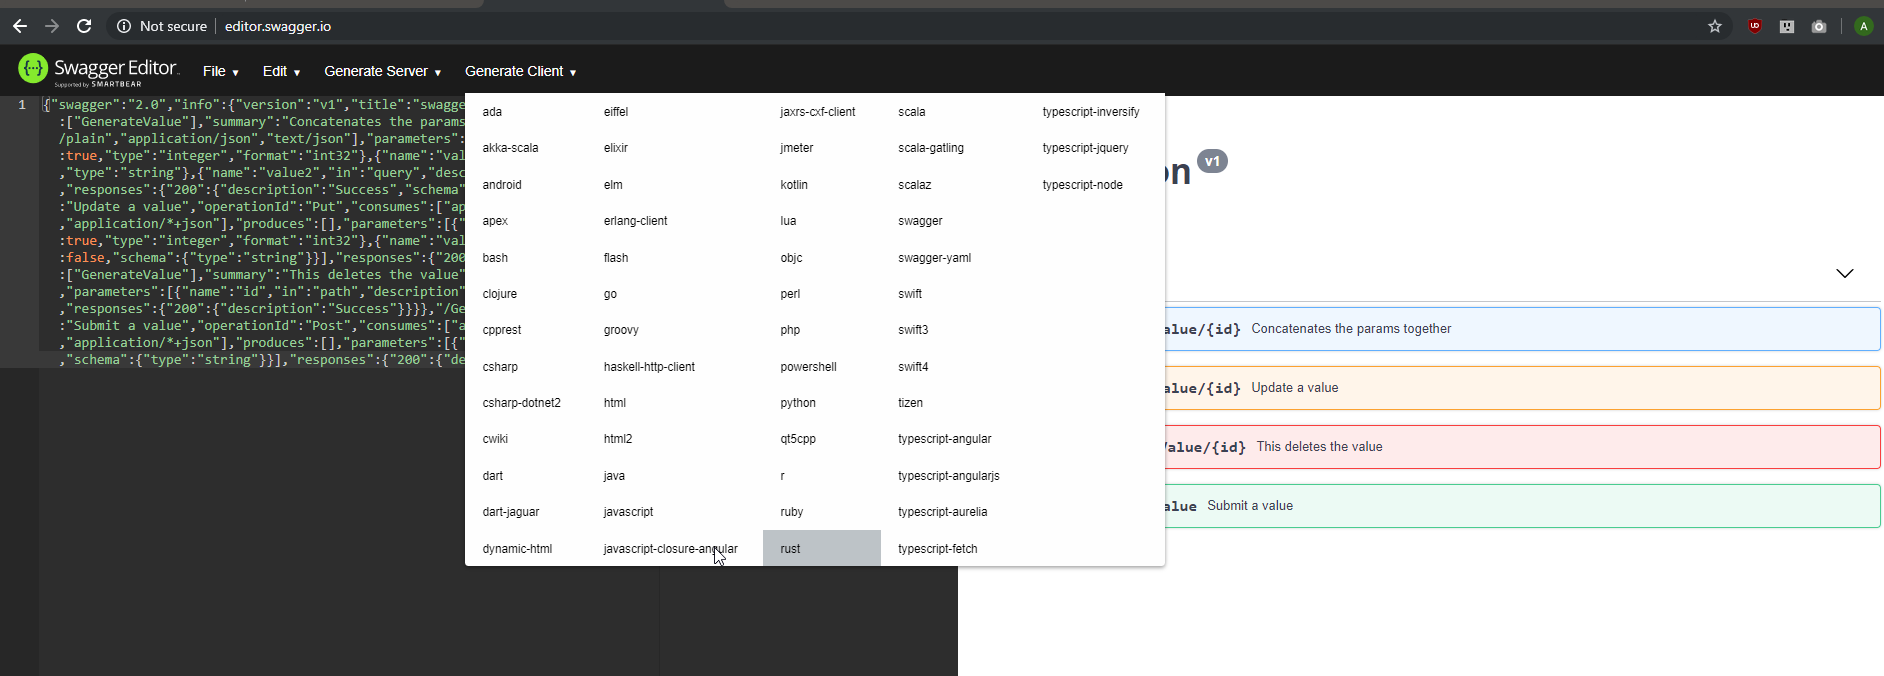 Not secure editor.swagger.io
UD
A
{··}
Swagger Editor
Supported by SMARTBEAR
File Edit Generate Server Generate Client
1
{"swagger":"2.0","info":{"version":"v1","title":"swagge
:["GenerateValue"],"summary":"Concatenates the params
/plain","application/json","text/json"],"parameters":
:true,"type":"integer","format":"int32"},{"name":"val
,"type":"string"},{"name":"value2","in":"query","desc
,"responses":{"200":{"description":"Success","schema"
:"Update a value","operationId":"Put","consumes":["ap
,"application/*+json"],"produces":[],"parameters":[{"
:true,"type":"integer","format":"int32"},{"name":"val
:false,"schema":{"type":"string"}}],"responses":{"200
:["GenerateValue"],"summary":"This deletes the value"
,"parameters":[{"name":"id","in":"path","description"
,"responses":{"200":{"description":"Success"}}}},"/Ge
:"Submit a value","operationId":"Post","consumes":["a
,"application/*+json"],"produces":[],"parameters":[{"
,"schema":{"type":"string"}}],"responses":{"200":{"de
ada eiffel jaxrs-cxf-client scala typescript-inversify
akka-scala elixir jmeter scala-gatling typescript-jquery
android elm kotlin scalaz typescript-node
apex erlang-client lua swagger
bash flash objc swagger-yaml
clojure go perl swift
cpprest groovy php swift3
csharp haskell-http-client powershell swift4
csharp-dotnet2 html python tizen
cwiki html2 qt5cpp typescript-angular
dart java r typescript-angularjs
dart-jaguar javascript ruby typescript-aurelia
dynamic-html javascript-closure-angular rust typescript-fetch
on v1
alue/{id} Concatenates the params together
alue/{id} Update a value
Value/{id} This deletes the value
alue Submit a value